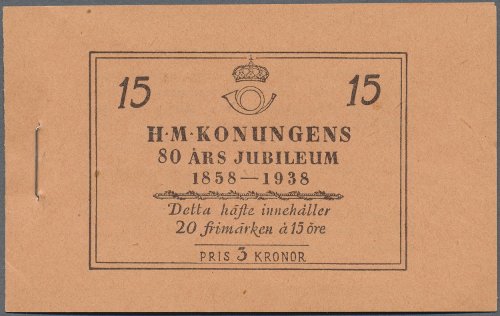 15 15
H·M·KONUNGENS
80 ÅRS JUBILEUM
1858—1938
Detta häfte innehåller
20 frimärken à 15 öre
PRIS 3 KRONOR